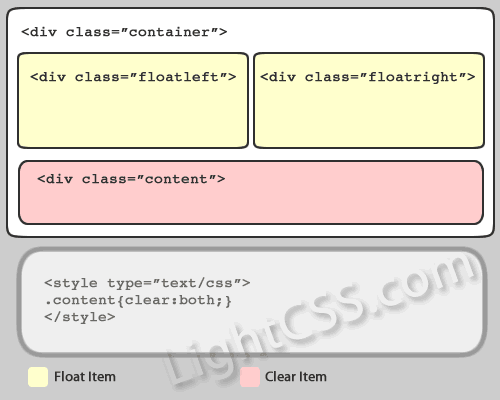 <div class="container">
<div class="floatleft">
<div class="floatright">
<div class="content">
<style type="text/css">
.content{clear:both;}
</style>
LightCSS.com
Float Item
Clear Item